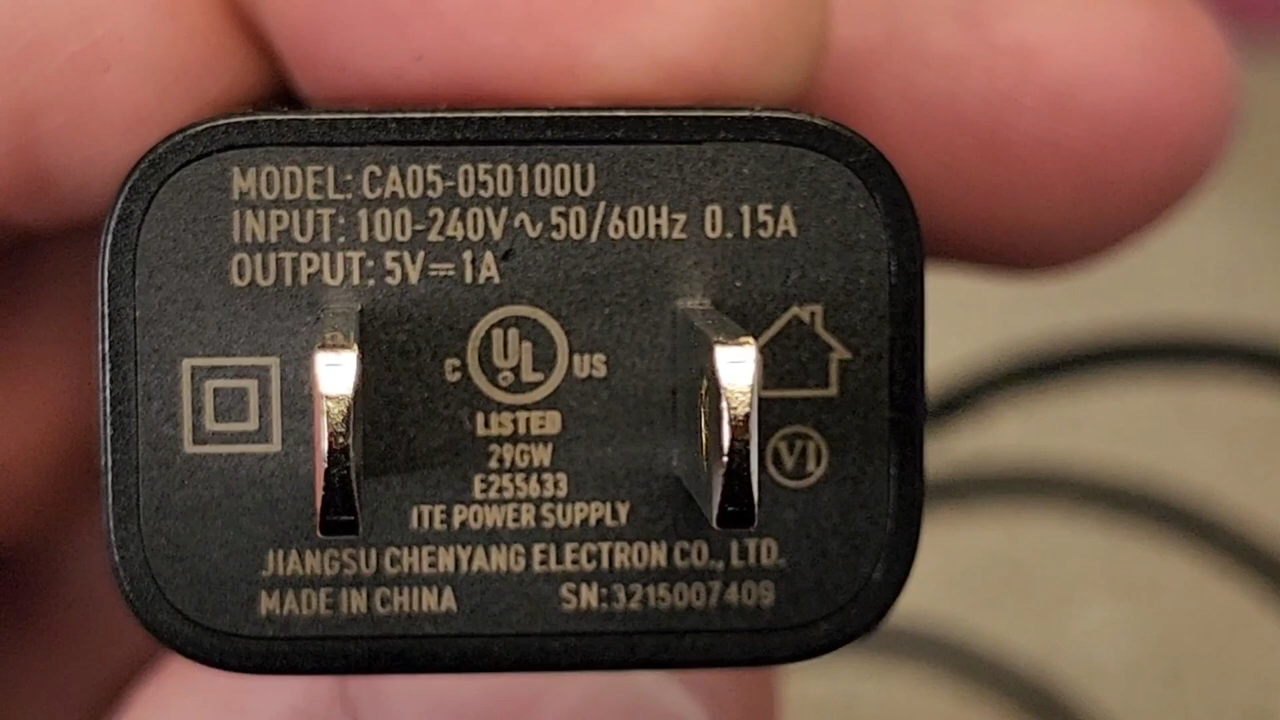 MODEL: CA05-050100U
INPUT: 100-240V∿50/60Hz 0.15A
OUTPUT: 5V⎓1A
C UL US
LISTED
29GW
E255633
VI
ITE POWER SUPPLY
JIANGSU CHENYANG ELECTRON CO., LTD.
MADE IN CHINA SN:3215007409